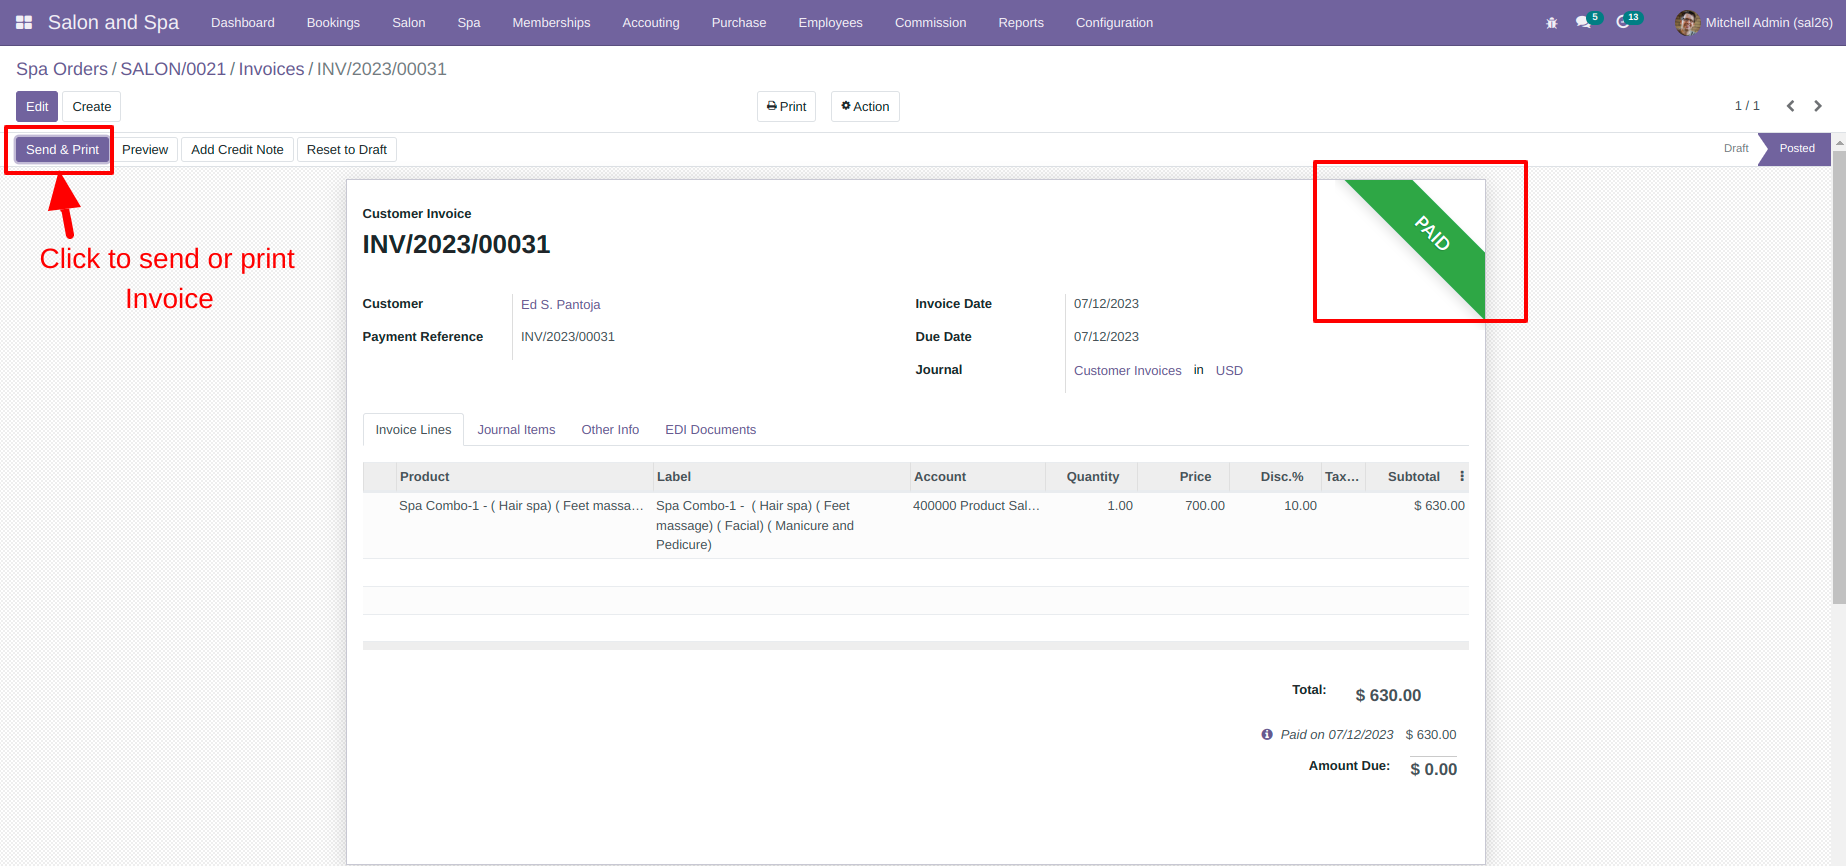 Salon and Spa Dashboard Bookings Salon Spa Memberships Accouting Purchase Employees Commission Reports Configuration 5 13 Mitchell Admin (sal26)
Spa Orders / SALON/0021 / Invoices / INV/2023/00031
Edit Create Print Action 1 / 1
Send & Print Preview Add Credit Note Reset to Draft Draft Posted
Click to send or print
Invoice
PAID
Customer Invoice
INV/2023/00031
Customer Ed S. Pantoja Invoice Date 07/12/2023
Payment Reference INV/2023/00031 Due Date 07/12/2023
Journal Customer Invoices in USD
Invoice Lines Journal Items Other Info EDI Documents
Product Label Account Quantity Price Disc.% Tax... Subtotal
Spa Combo-1 - ( Hair spa) ( Feet massa... Spa Combo-1 - ( Hair spa) ( Feet 400000 Product Sal... 1.00 700.00 10.00 $ 630.00
massage) ( Facial) ( Manicure and
Pedicure)
Total: $ 630.00
Paid on 07/12/2023 $ 630.00
Amount Due: $ 0.00